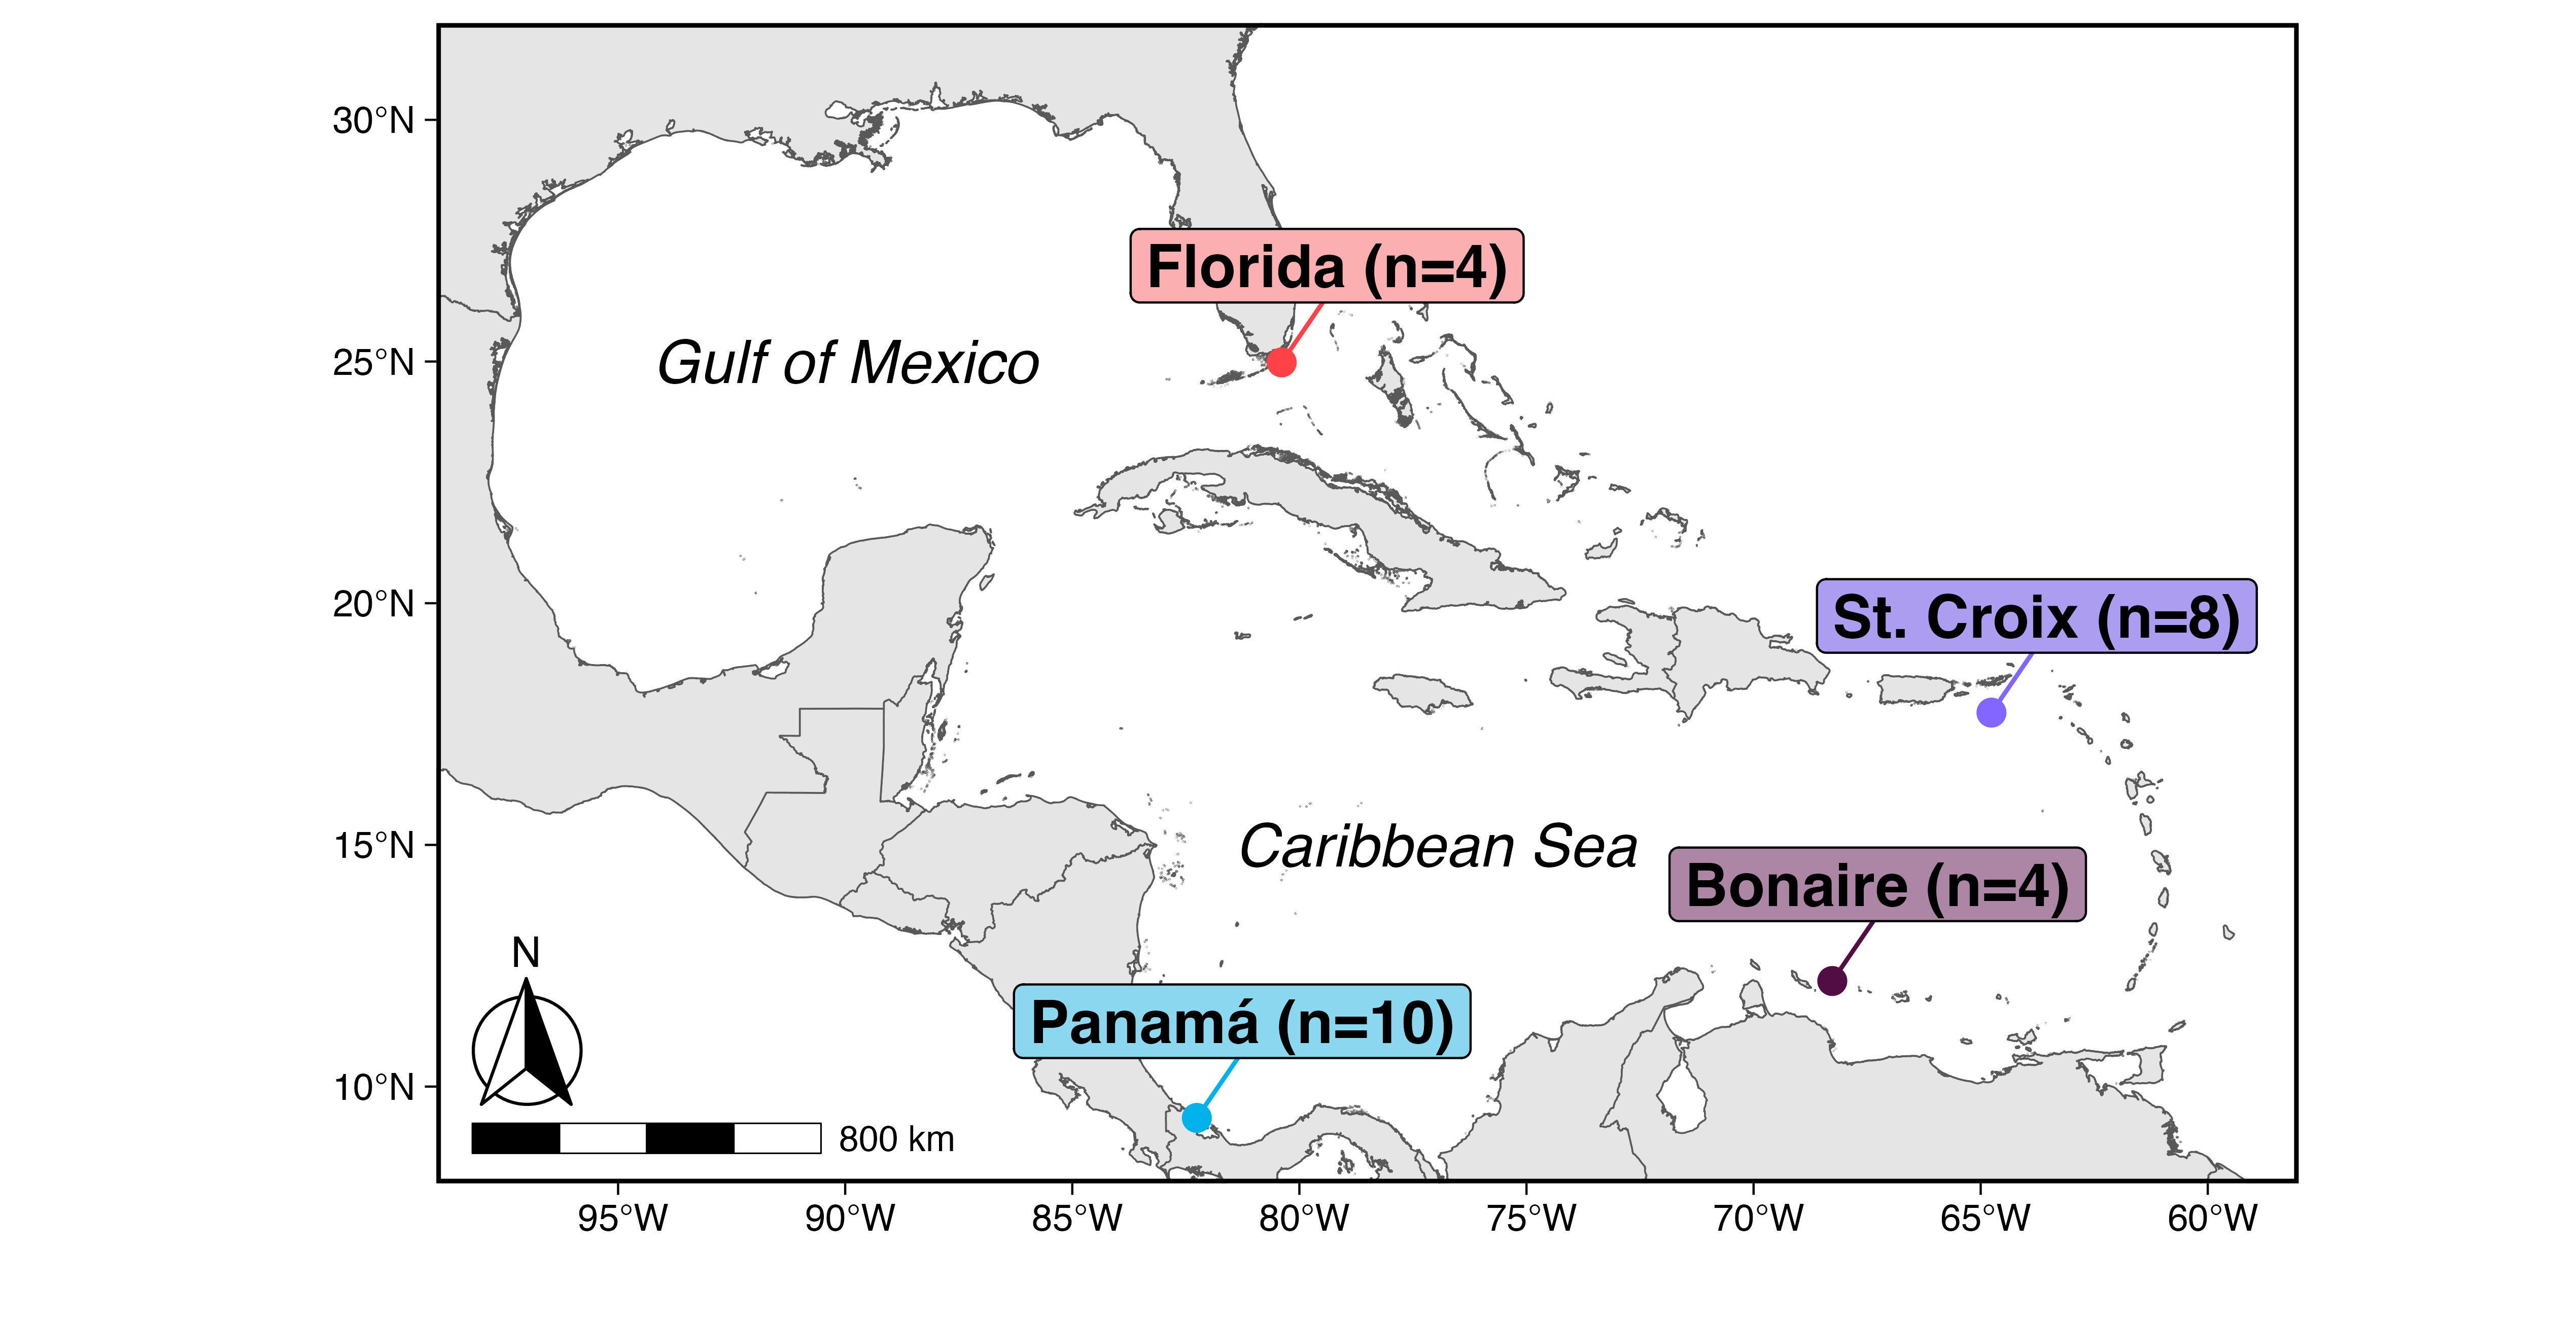 30°N
25°N
20°N
15°N
10°N
Florida (n=4)
Gulf of Mexico
St. Croix (n=8)
Caribbean Sea
Bonaire (n=4)
Panamá (n=10)
N
800 km
95°W
90°W
85°W
80°W
75°W
70°W
65°W
60°W